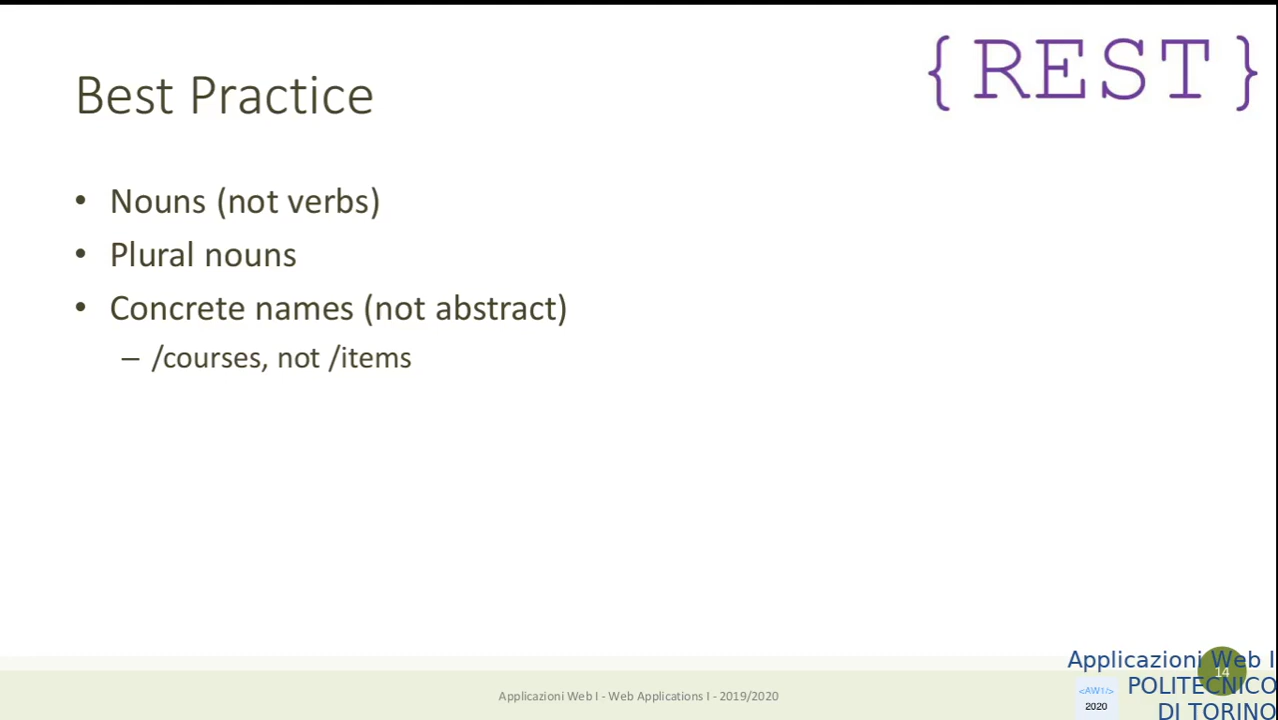 { REST }
Best Practice
• Nouns (not verbs)
• Plural nouns
• Concrete names (not abstract)
– /courses, not /items
Applicazioni Web I - Web Applications I - 2019/2020
14
Applicazioni Web I
POLITECNICO
DI TORINO
<AW1/>
2020